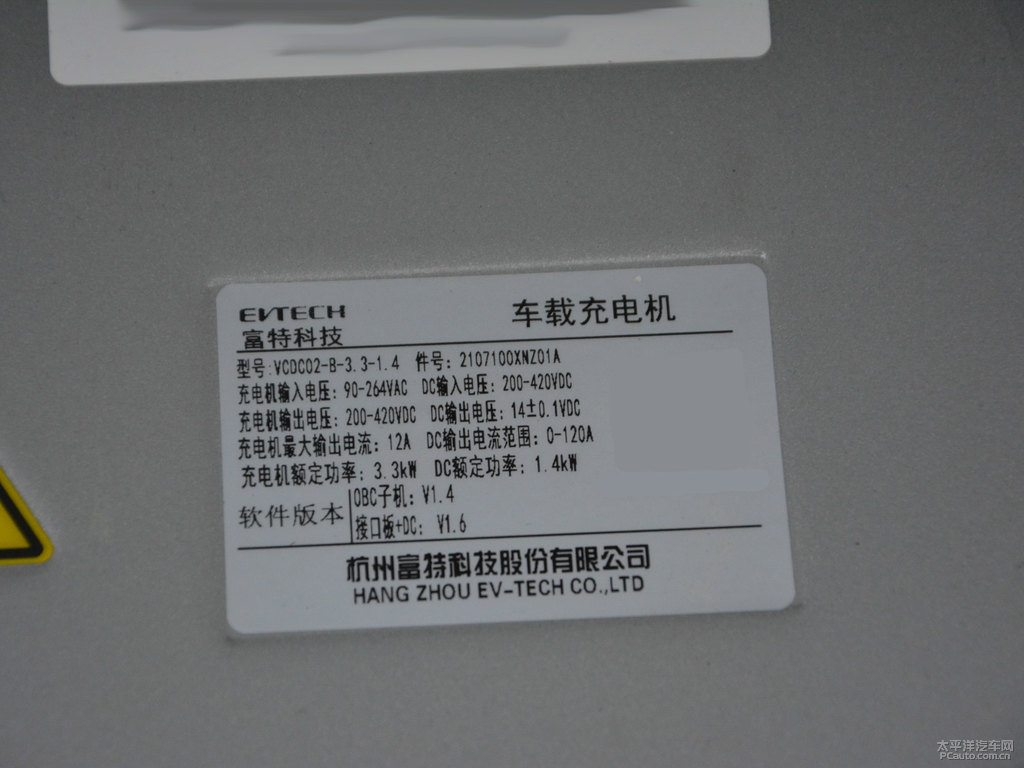 EVTECH
富特科技
车载充电机
型号:VCDC02-B-3.3-1.4 件号: 2107100XNZ01A
充电机输入电压: 90-264VAC DC输入电压: 200-420VDC
充电机输出电压: 200-420VDC DC输出电压: 14±0.1VDC
充电机最大输出电流: 12A DC输出电流范围: 0-120A
充电机额定功率: 3.3kW DC额定功率: 1.4kW
软件版本
OBC子机: V1.4
接口板+DC: V1.6
杭州富特科技股份有限公司
HANG ZHOU EV-TECH CO.,LTD
太平洋汽车网
PCauto.com.cn